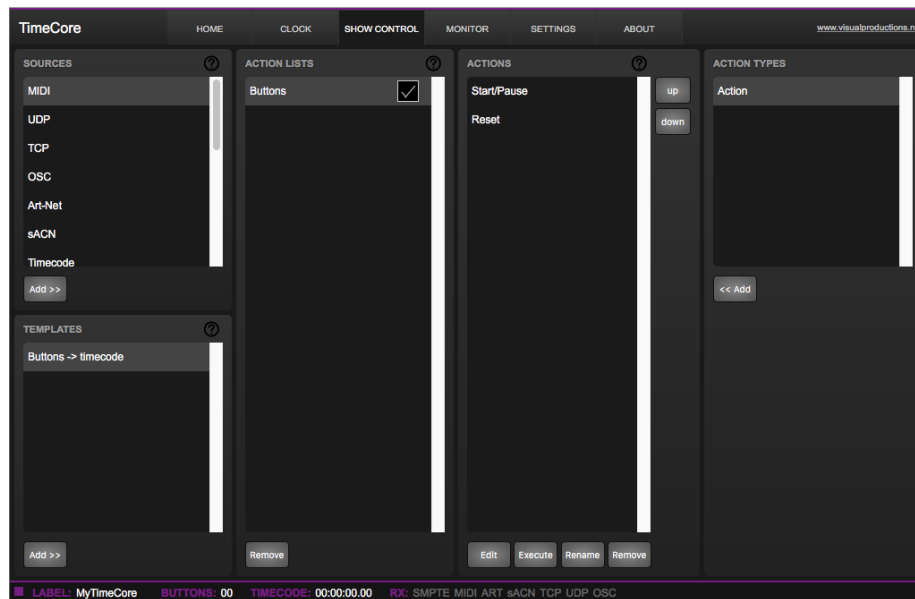 TimeCore
HOME
CLOCK
SHOW CONTROL
MONITOR
SETTINGS
ABOUT
www.visualproductions.n
SOURCES
?
MIDI
UDP
TCP
OSC
Art-Net
sACN
Timecode
Add >>
TEMPLATES
?
Buttons -> timecode
Add >>
ACTION LISTS
?
Buttons
Remove
ACTIONS
?
Start/Pause
Reset
up
down
Edit
Execute
Rename
Remove
ACTION TYPES
Action
<< Add
LABEL: MyTimeCore BUTTONS: 00 TIMECODE: 00:00:00.00 RX: SMPTE MIDI ART sACN TCP UDP OSC